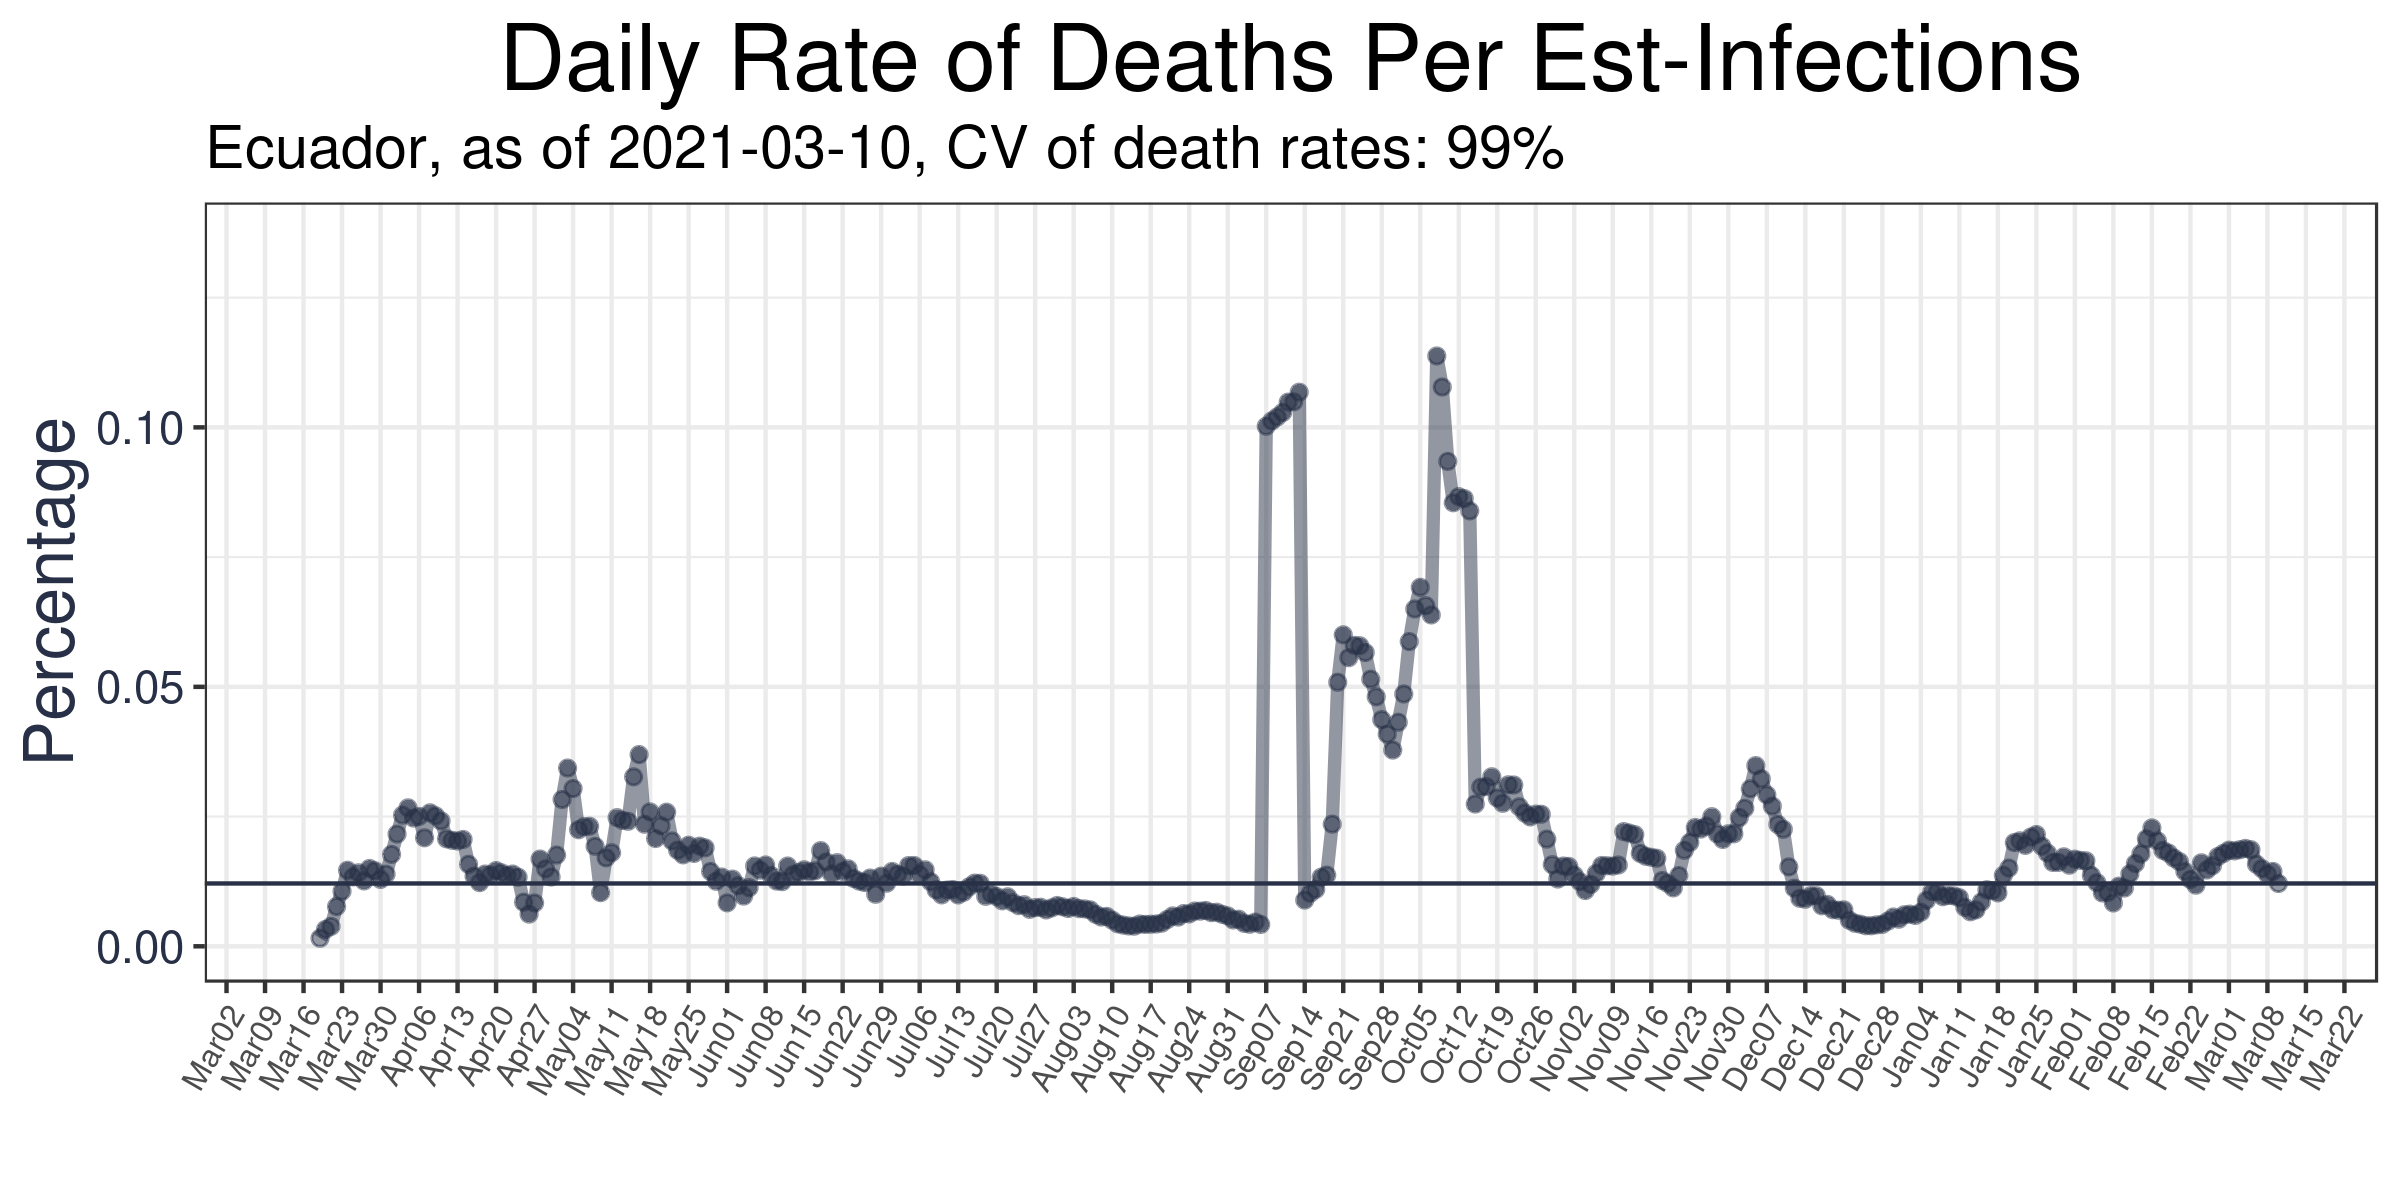 Daily Rate of Deaths Per Est-Infections
Ecuador, as of 2021-03-10, CV of death rates: 99%
Percentage
0.10
0.05
0.00
Mar02 Mar09 Mar16 Mar23 Mar30 Apr06 Apr13 Apr20 Apr27 May04 May11 May18 May25 Jun01 Jun08 Jun15 Jun22 Jun29 Jul06 Jul13 Jul20 Jul27 Aug03 Aug10 Aug17 Aug24 Aug31 Sep07 Sep14 Sep21 Sep28 Oct05 Oct12 Oct19 Oct26 Nov02 Nov09 Nov16 Nov23 Nov30 Dec07 Dec14 Dec21 Dec28 Jan04 Jan11 Jan18 Jan25 Feb01 Feb08 Feb15 Feb22 Mar01 Mar08 Mar15 Mar22